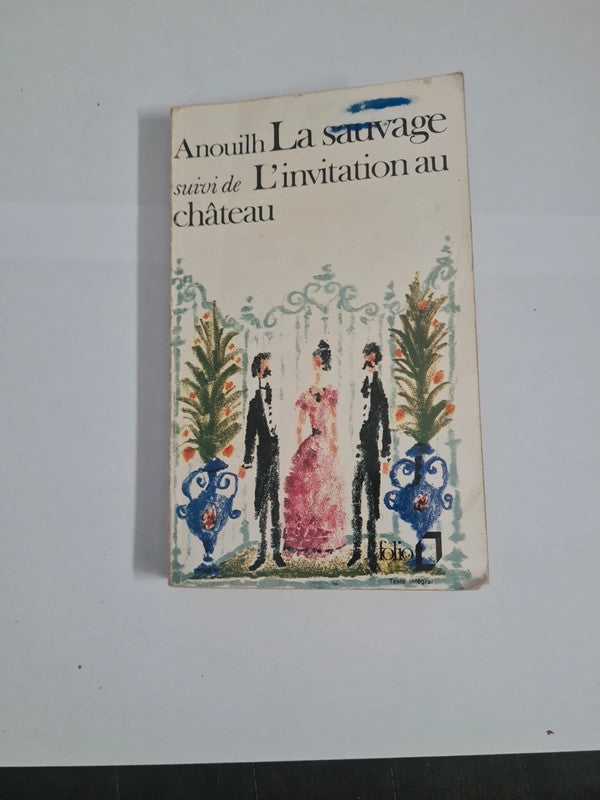 Anouilh La sauvage
suivi de L'invitation au
château
folio
Texte intégral